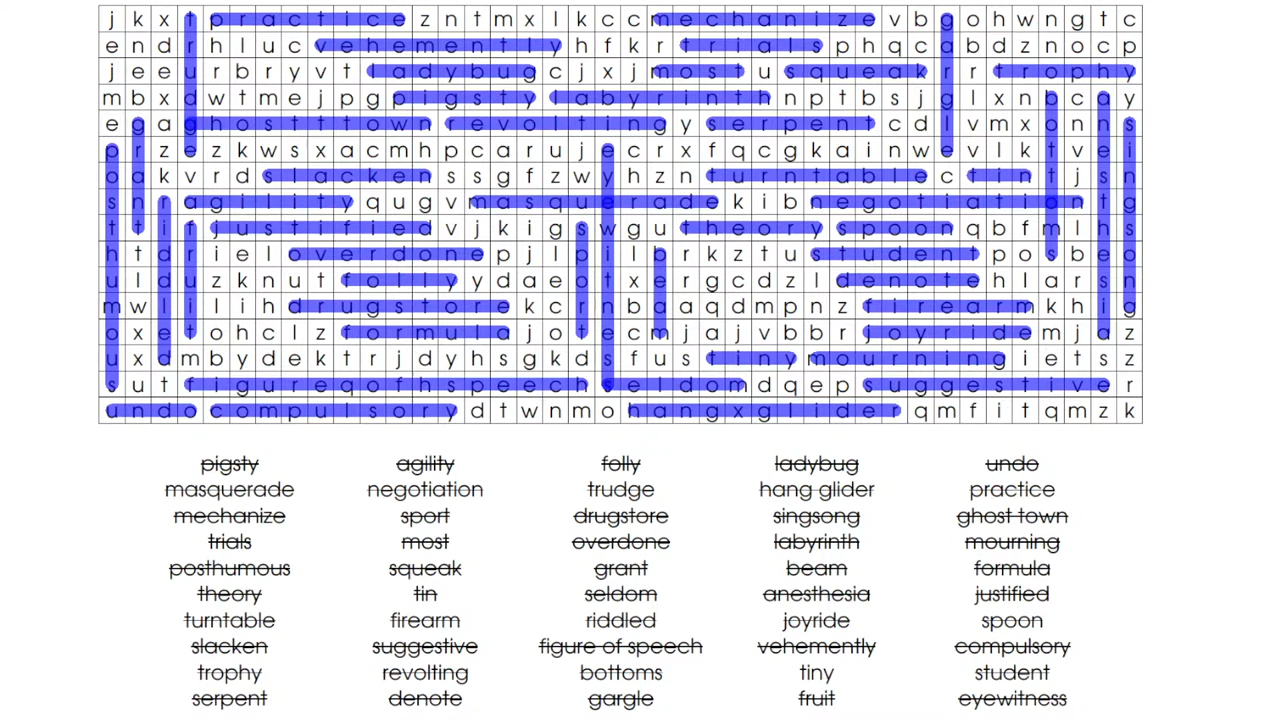 j k x t p r a c t i c e z n t m x l k c c m e c h a n i z e v b g o h w n g t c
e n d r h l u c v e h e m e n t l y h f k r t r i a l s p h q c a b d z n o c p
j e e u r b r y v t l a d y b u g c j x j m o s t u s q u e a k r r t r o p h y
m b x d w t m e j p g p i g s t y l a b y r i n t h n p t b s j g l x n b c a y
e g a g h o s t t t o w n r e v o l t i n g y s e r p e n t c d l v m x o n n s
p r z e z k w s x a c m h p c a r u j e c r x f q c g k a i n w e v l k t v e i
o a k v r d s l a c k e n s s g f z w y h z n t u r n t a b l e c t i n t j s n
s n r a g i l i t y q u g v m a s q u e r a d e k i b n e g o t i a t i o n t g
t t i f j u s t i f i e d v j k i g s w g u t h e o r y s p o o n q b f m l h s
h t d r i e l o v e r d o n e p j l p i l b r k z t u s t u d e n t p o s b e o
u l d u z k n u t f o l l y y d a e o t x e r g c d z l d e n o t e h l a r s n
m w l i l i h d r u g s t o r e k c r n b a a q d m p n z f i r e a r m k h i g
o x e t o h c l z f o r m u l a j o t e c m j a j v b b r j o y r i d e m j a z
u x d m b y d e k t r j d y h s g k d s f u s t i n y m o u r n i n g i e t s z
s u t f i g u r e q o f h s p e e c h s e l d o m d q e p s u g g e s t i v e r
u n d o c o m p u l s o r y d t w n m o h a n g x g l i d e r q m f i t q m z k
pigsty agility folly ladybug undo
masquerade negotiation trudge hang glider practice
mechanize sport drugstore singsong ghost town
trials most overdone labyrinth mourning
posthumous squeak grant beam formula
theory tin seldom anesthesia justified
turntable firearm riddled joyride spoon
slacken suggestive figure of speech vehemently compulsory
trophy revolting bottoms tiny student
serpent denote gargle fruit eyewitness